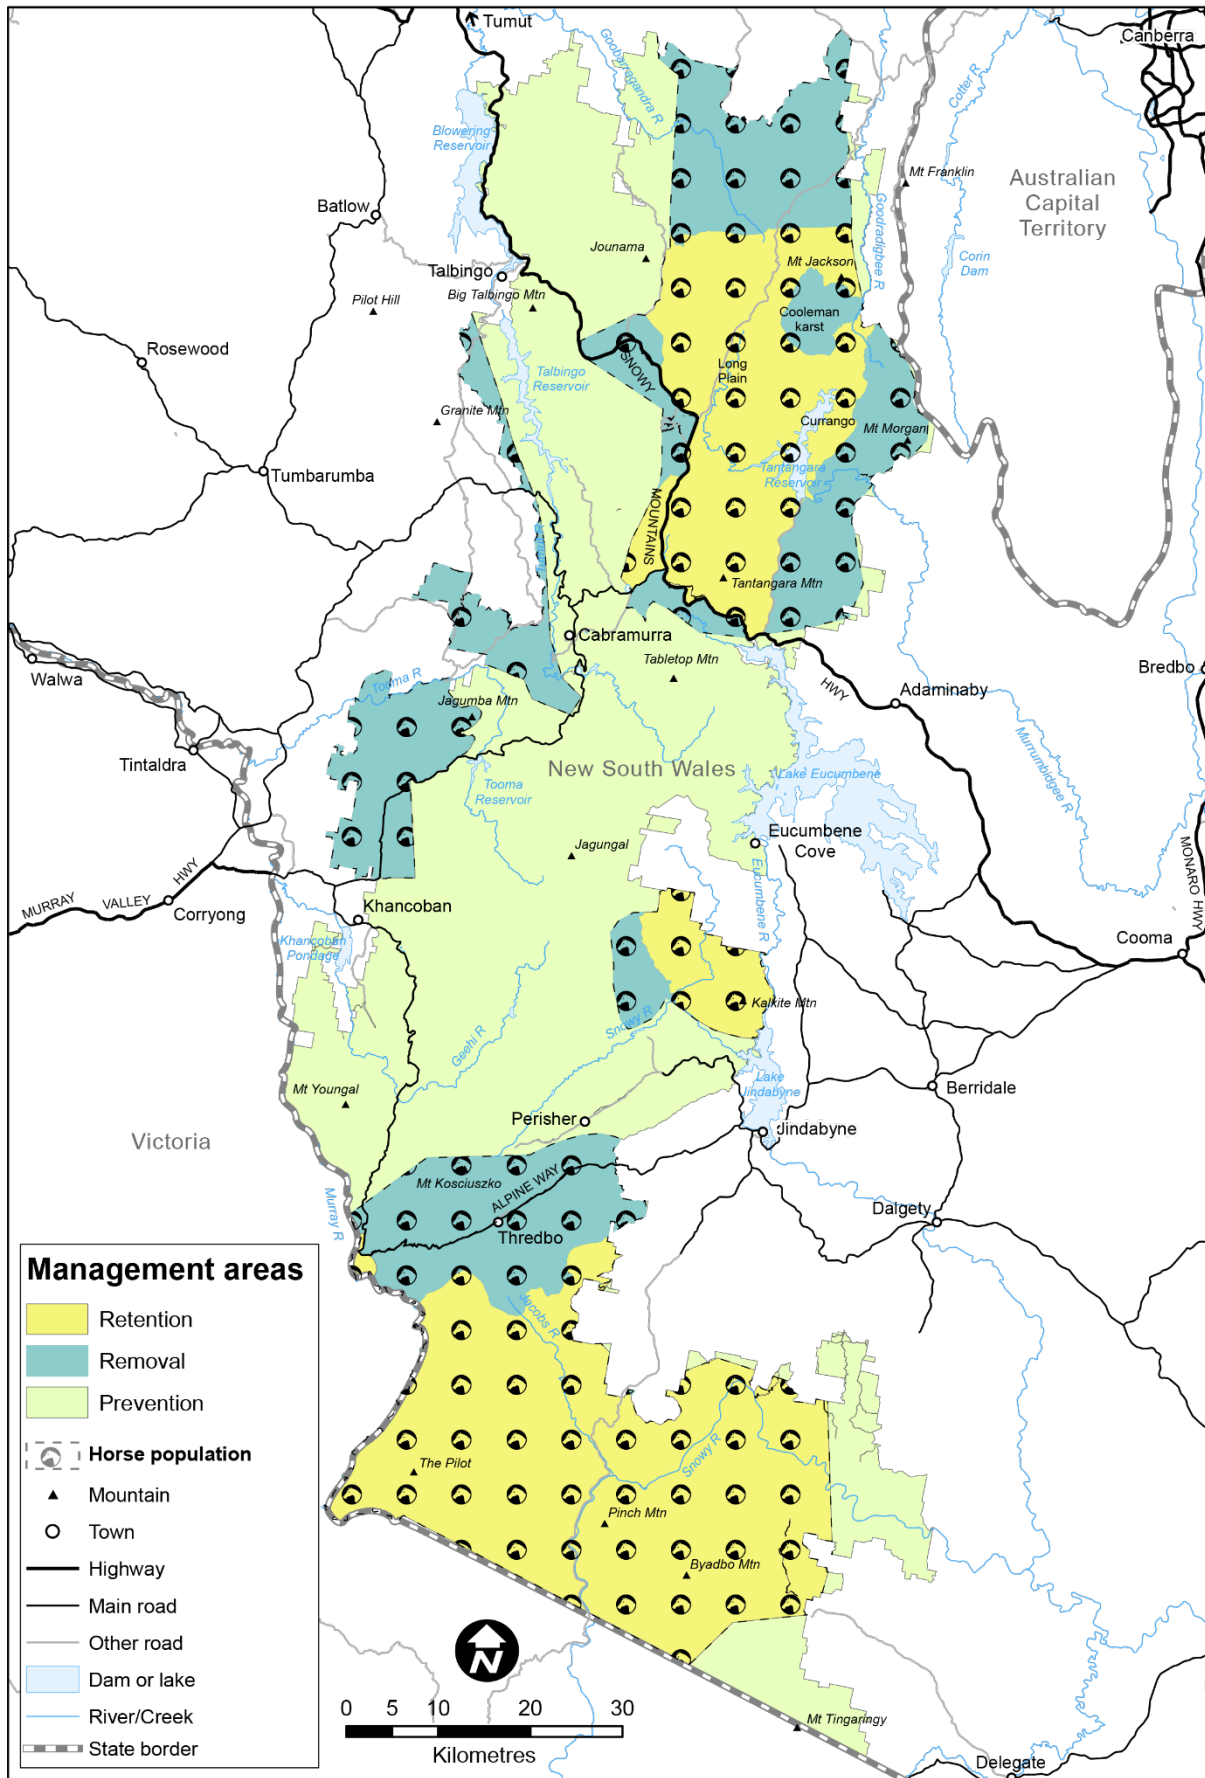 Tumut
Canberra
Goobarragandra R
Cotter R
Blowering
Reservoir
Mt Franklin
Australian
Capital
Territory
Batlow
Goodradigbee R
Jounama
Corin
Dam
Talbingo
Mt Jackson
Big Talbingo Mtn
Pilot Hill
Cooleman
karst
Rosewood
SNOWY
Long
Plain
Talbingo
Reservoir
Granite Mtn
Currango
Mt Morgan
Tumbarumba
Tantangara
Reservoir
MOUNTAINS
Tantangara Mtn
Cabramurra
Tabletop Mtn
Walwa
Bredbo
Tooma R
HWY
Adaminaby
Jagumba Mtn
Tintaldra
New South Wales
Lake Eucumbene
Murrumbidgee R
Tooma
Reservoir
Eucumbene
Cove
Jagungal
MONARO HWY
MURRAY
VALLEY
HWY
Corryong
Khancoban
Eucumbene R
Khancoban
Pondage
Cooma
Kalkite Mtn
Snowy R
Geehi R
Mt Youngal
Lake
Jindabyne
Berridale
Perisher
Victoria
Jindabyne
Mt Kosciuszko
ALPINE WAY
Murray R
Thredbo
Dalgety
Jacobs R
Management areas
Retention
Removal
Prevention
Horse population
Mountain
Town
Highway
Main road
Other road
Dam or lake
River/Creek
State border
The Pilot
Snowy R
Pinch Mtn
Byadbo Mtn
N
0 5 10 20 30
Kilometres
Mt Tingaringy
Delegate